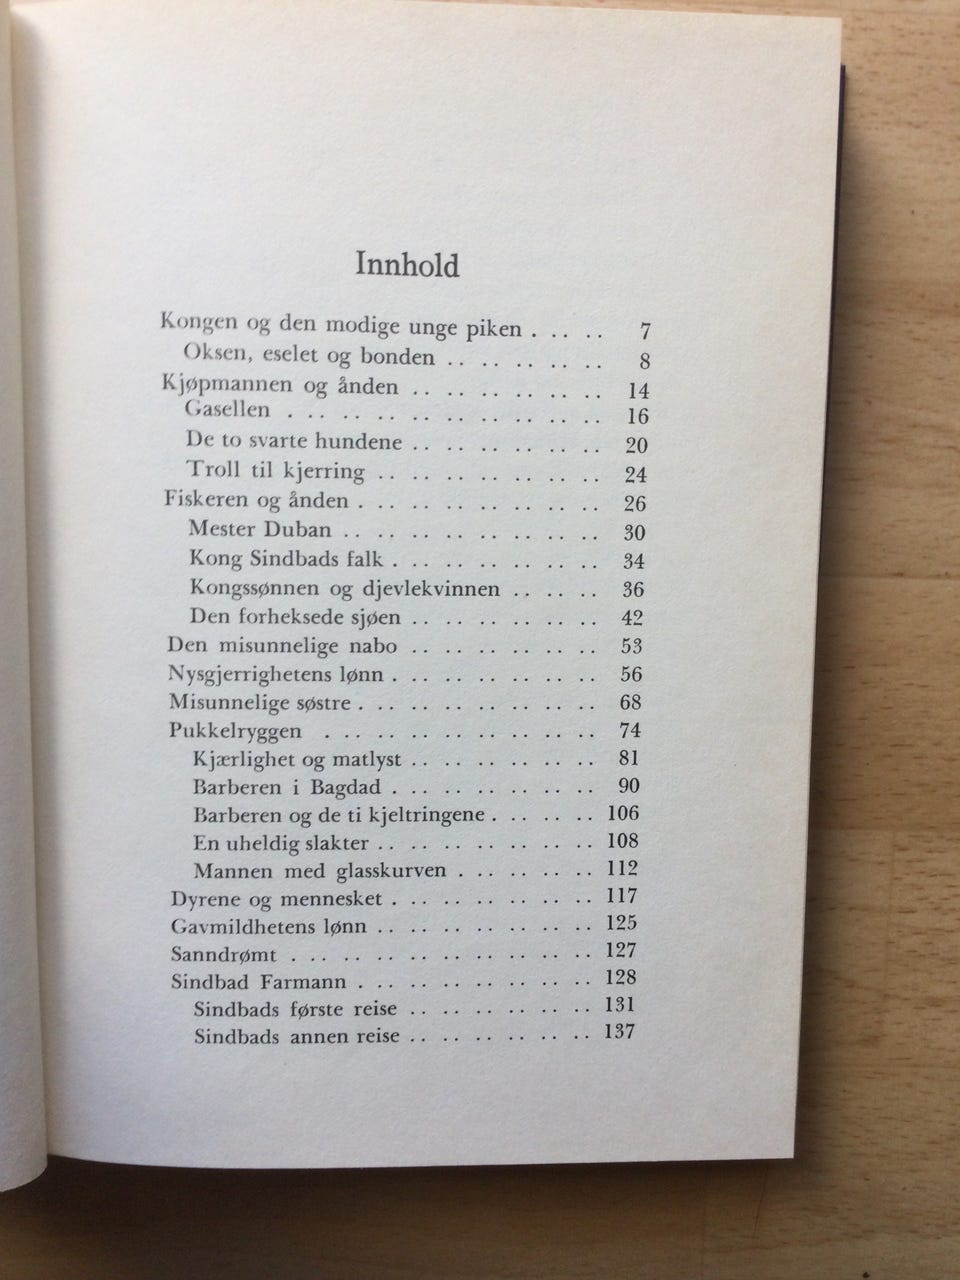 Innhold
Kongen og den modige unge piken . . . . . 7
Oksen, eselet og bonden . . . . . . . . . 8
Kjøpmannen og ånden . . . . . . . . . . 14
Gasellen . . . . . . . . . . . . . . . . 16
De to svarte hundene . . . . . . . . . . 20
Troll til kjerring . . . . . . . . . . . . 24
Fiskeren og ånden . . . . . . . . . . . . 26
Mester Duban . . . . . . . . . . . . . 30
Kong Sindbads falk . . . . . . . . . . . 34
Kongssønnen og djevlekvinnen . . . . . 36
Den forheksede sjøen . . . . . . . . . . 42
Den misunnelige nabo . . . . . . . . . . 53
Nysgjerrighetens lønn . . . . . . . . . . . 56
Misunnelige søstre . . . . . . . . . . . . 68
Pukkelryggen . . . . . . . . . . . . . . 74
Kjærlighet og matlyst . . . . . . . . . . 81
Barberen i Bagdad . . . . . . . . . . . 90
Barberen og de ti kjeltringene . . . . . . 106
En uheldig slakter . . . . . . . . . . . . 108
Mannen med glasskurven . . . . . . . . 112
Dyrene og mennesket . . . . . . . . . . . 117
Gavmildhetens lønn . . . . . . . . . . . . 125
Sanndrømt . . . . . . . . . . . . . . . . 127
Sindbad Farmann . . . . . . . . . . . . 128
Sindbads første reise . . . . . . . . . . 131
Sindbads annen reise . . . . . . . . . . 137